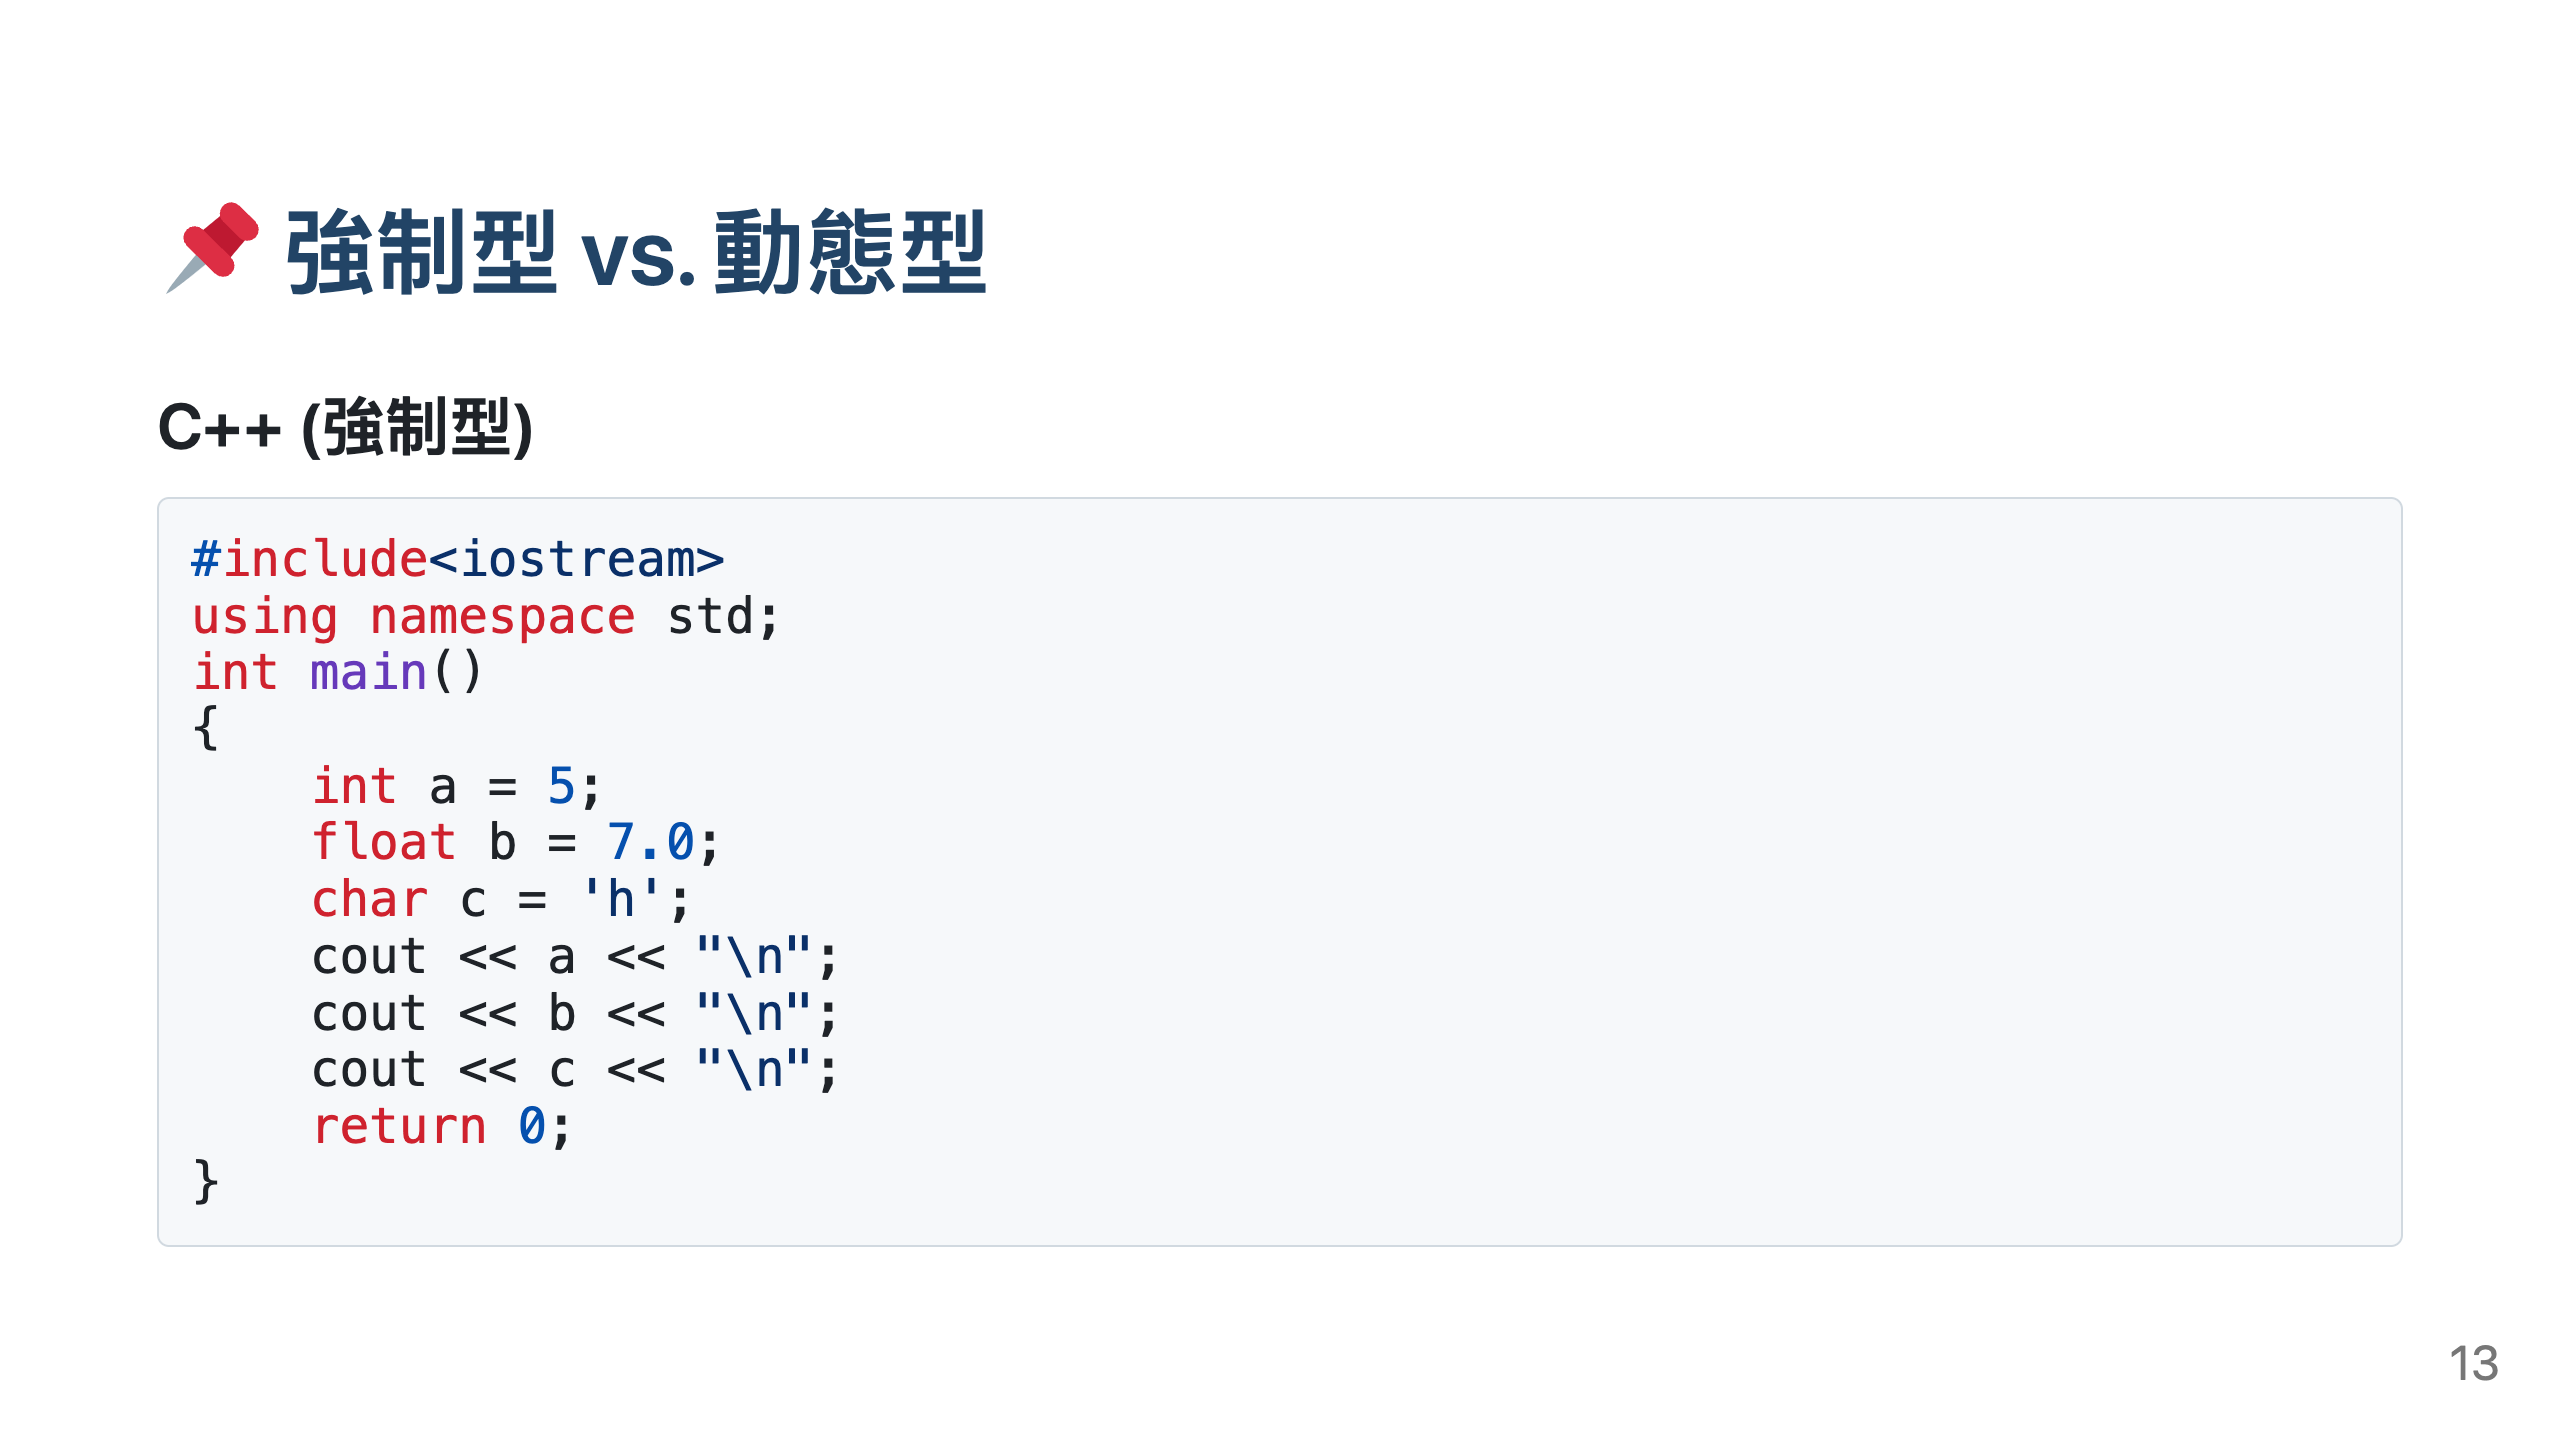 📌 強制型 vs. 動態型
C++ (強制型)
#include<iostream>
using namespace std;
int main()
{
    int a = 5;
    float b = 7.0;
    char c = 'h';
    cout << a << "\n";
    cout << b << "\n";
    cout << c << "\n";
    return 0;
}
13